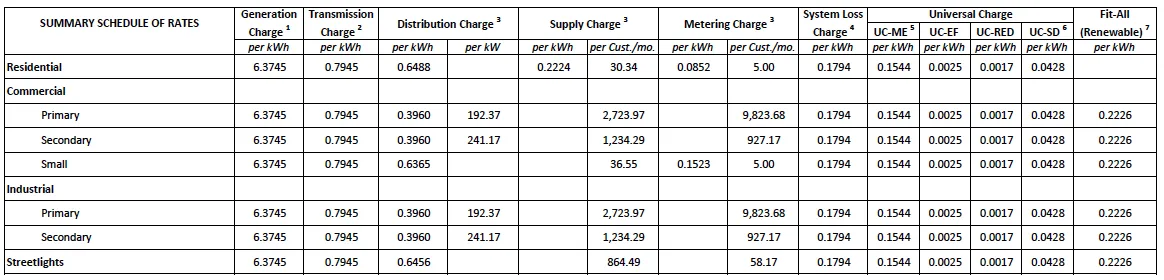 SUMMARY SCHEDULE OF RATES Generation Charge 1 Transmission Charge 2 Distribution Charge 3 Supply Charge 3 Metering Charge 3 System Loss Charge 4 Universal Charge Fit-All (Renewable) 7
UC-ME 5 UC-EF UC-RED UC-SD 6
per kWh per kWh per kWh per kW per kWh per Cust./mo. per kWh per Cust./mo. per kWh per kWh per kWh per kWh per kWh per kWh
Residential 6.3745 0.7945 0.6488 0.2224 30.34 0.0852 5.00 0.1794 0.1544 0.0025 0.0017 0.0428
Commercial
Primary 6.3745 0.7945 0.3960 192.37 2,723.97 9,823.68 0.1794 0.1544 0.0025 0.0017 0.0428 0.2226
Secondary 6.3745 0.7945 0.3960 241.17 1,234.29 927.17 0.1794 0.1544 0.0025 0.0017 0.0428 0.2226
Small 6.3745 0.7945 0.6365 36.55 0.1523 5.00 0.1794 0.1544 0.0025 0.0017 0.0428 0.2226
Industrial
Primary 6.3745 0.7945 0.3960 192.37 2,723.97 9,823.68 0.1794 0.1544 0.0025 0.0017 0.0428 0.2226
Secondary 6.3745 0.7945 0.3960 241.17 1,234.29 927.17 0.1794 0.1544 0.0025 0.0017 0.0428 0.2226
Streetlights 6.3745 0.7945 0.6456 864.49 58.17 0.1794 0.1544 0.0025 0.0017 0.0428 0.2226